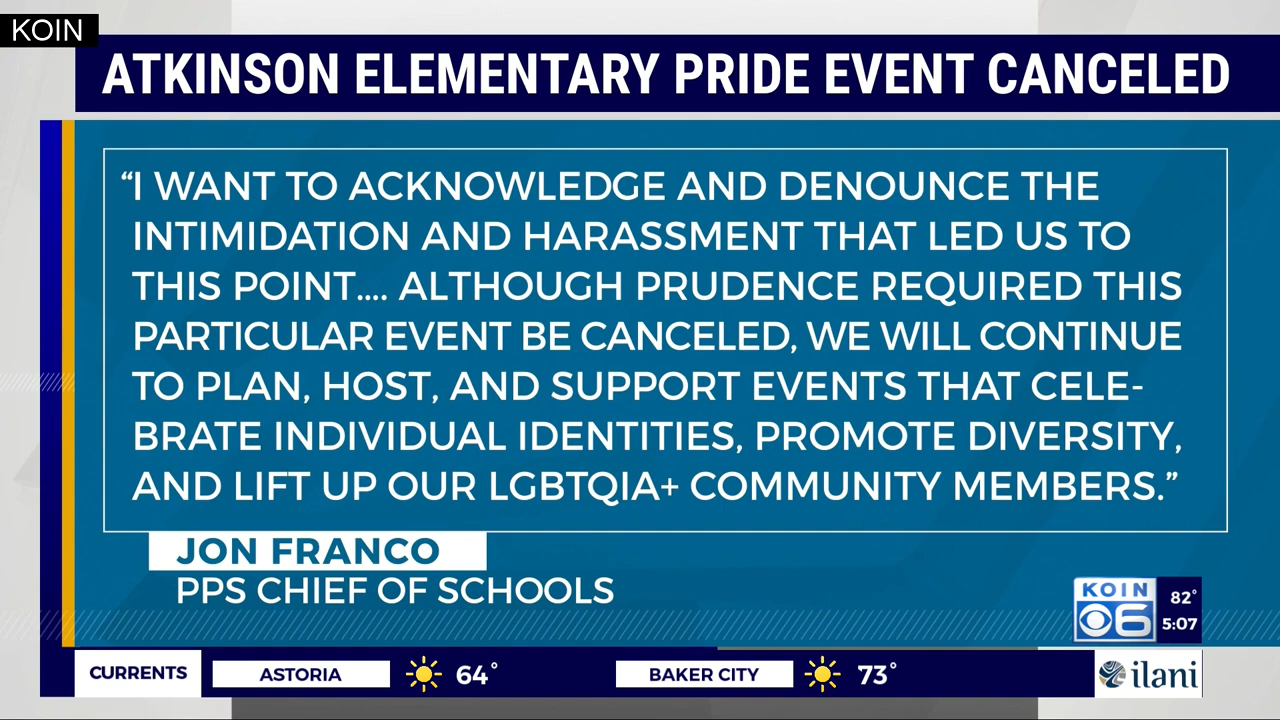 KOIN
ATKINSON ELEMENTARY PRIDE EVENT CANCELED
“I WANT TO ACKNOWLEDGE AND DENOUNCE THE
INTIMIDATION AND HARASSMENT THAT LED US TO
THIS POINT.... ALTHOUGH PRUDENCE REQUIRED THIS
PARTICULAR EVENT BE CANCELED, WE WILL CONTINUE
TO PLAN, HOST, AND SUPPORT EVENTS THAT CELE-
BRATE INDIVIDUAL IDENTITIES, PROMOTE DIVERSITY,
AND LIFT UP OUR LGBTQIA+ COMMUNITY MEMBERS.”
JON FRANCO
PPS CHIEF OF SCHOOLS
KOIN
6
82°
5:07
CURRENTS
ASTORIA
64°
BAKER CITY
73°
ilani